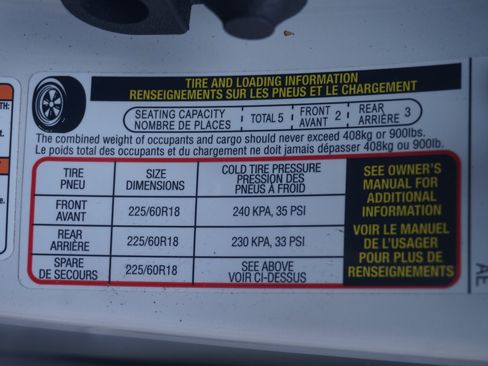 TIRE AND LOADING INFORMATION
RENSEIGNEMENTS SUR LES PNEUS ET LE CHARGEMENT
SEATING CAPACITY
NOMBRE DE PLACES
TOTAL 5
FRONT
AVANT 2
REAR
ARRIÈRE 3
The combined weight of occupants and cargo should never exceed 408kg or 900lbs.
Le poids total des occupants et du chargement ne doit jamais dépasser 408kg ou 900lb.
TIRE
PNEU
SIZE
DIMENSIONS
COLD TIRE PRESSURE
PRESSION DES
PNEUS À FROID
FRONT
AVANT
225/60R18
240 KPA, 35 PSI
REAR
ARRIÈRE
225/60R18
230 KPA, 33 PSI
SPARE
DE SECOURS
225/60R18
SEE ABOVE
VOIR CI-DESSUS
SEE OWNER'S
MANUAL FOR
ADDITIONAL
INFORMATION
VOIR LE MANUEL
DE L'USAGER
POUR PLUS DE
RENSEIGNEMENTS